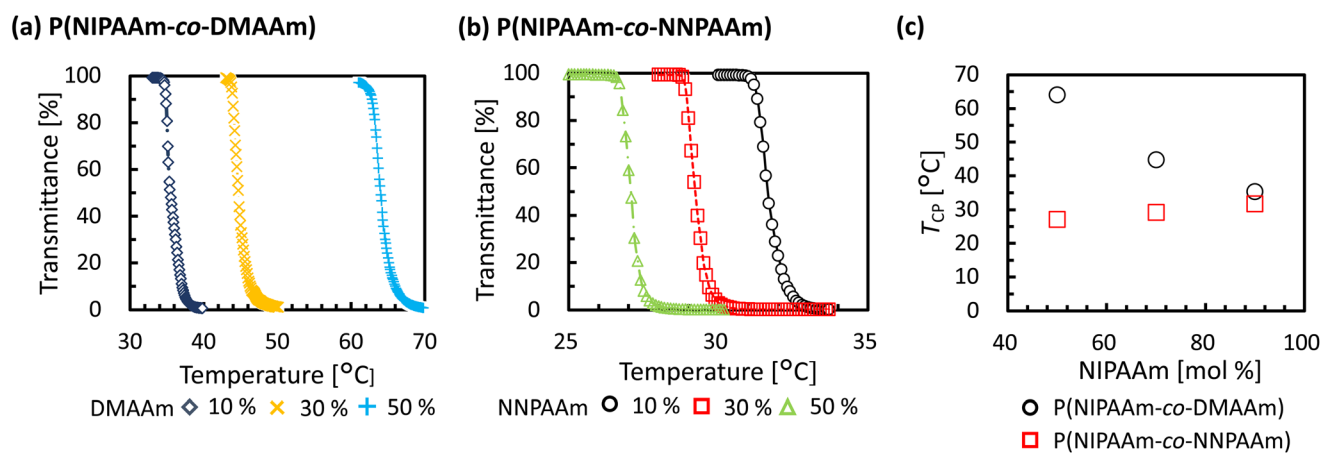 (a) P(NIPAAm-co-DMAAm)
Transmittance [%]
100
80
60
40
20
0
30 40 50 60 70
Temperature [°C]
DMAAm 10 % 30 % 50 %
(b) P(NIPAAm-co-NNPAAm)
Transmittance [%]
100
80
60
40
20
0
25 30 35
Temperature [°C]
NNPAAm 10 % 30 % 50 %
(c)
TCP [°C]
70
60
50
40
30
20
10
0
40 60 80 100
NIPAAm [mol %]
P(NIPAAm-co-DMAAm)
P(NIPAAm-co-NNPAAm)